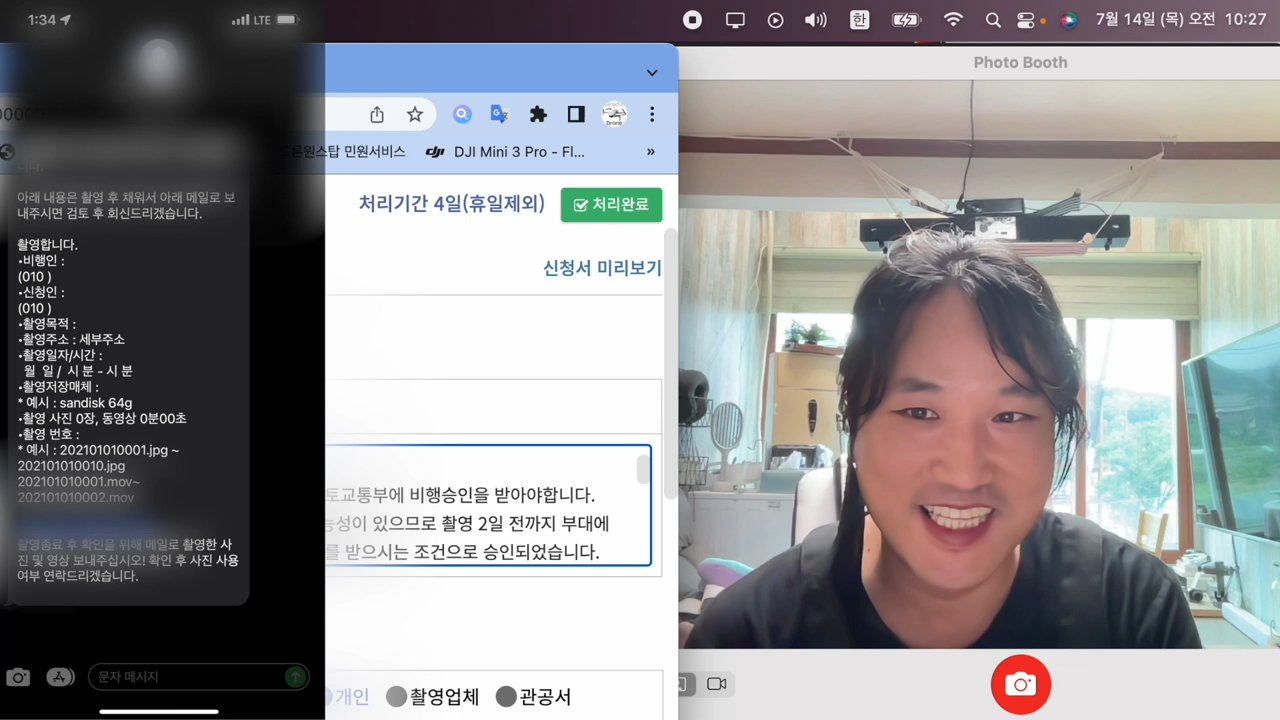 1:34
LTE
한
7월 14일 (목) 오전 10:27
Photo Booth
드론원스탑 민원서비스
dji DJI Mini 3 Pro - Fl...
»
니다.
아래 내용은 촬영 후 채워서 아래 메일로 보
내주시면 검토 후 회신드리겠습니다.
촬영합니다.
•비행인 :
(010 )
•신청인 :
(010 )
•촬영목적 :
•촬영주소 : 세부주소
•촬영일자/시간 :
월 일 / 시 분 - 시 분
•촬영저장매체 :
* 예시 : sandisk 64g
•촬영 사진 0장, 동영상 0분00초
•촬영 번호 :
* 예시 : 202101010001.jpg ~
202101010010.jpg
202101010001.mov~
202101010002.mov
촬영종료 후 확인을 위해 메일로 촬영한 사
진 및 영상 보내주십시오! 확인 후 사진 사용
여부 연락드리겠습니다.
문자 메시지
처리기간 4일(휴일제외)
처리완료
신청서 미리보기
토교통부에 비행승인을 받아야합니다.
능성이 있으므로 촬영 2일 전까지 부대에
를 받으시는 조건으로 승인되었습니다.
개인 촬영업체 관공서